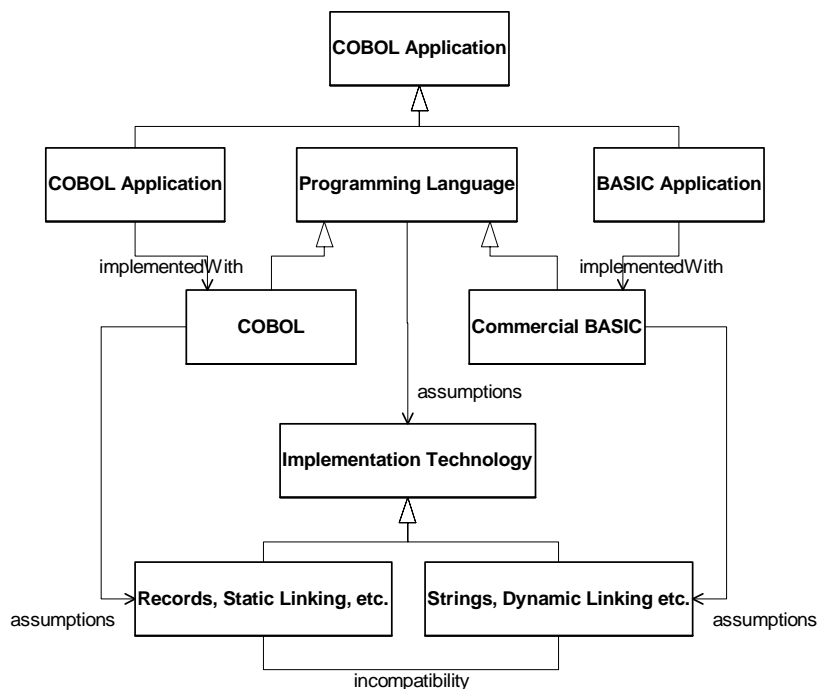 COBOL Application
COBOL Application
Programming Language
BASIC Application
implementedWith
implementedWith
COBOL
Commercial BASIC
assumptions
Implementation Technology
Records, Static Linking, etc.
Strings, Dynamic Linking etc.
assumptions
assumptions
incompatibility